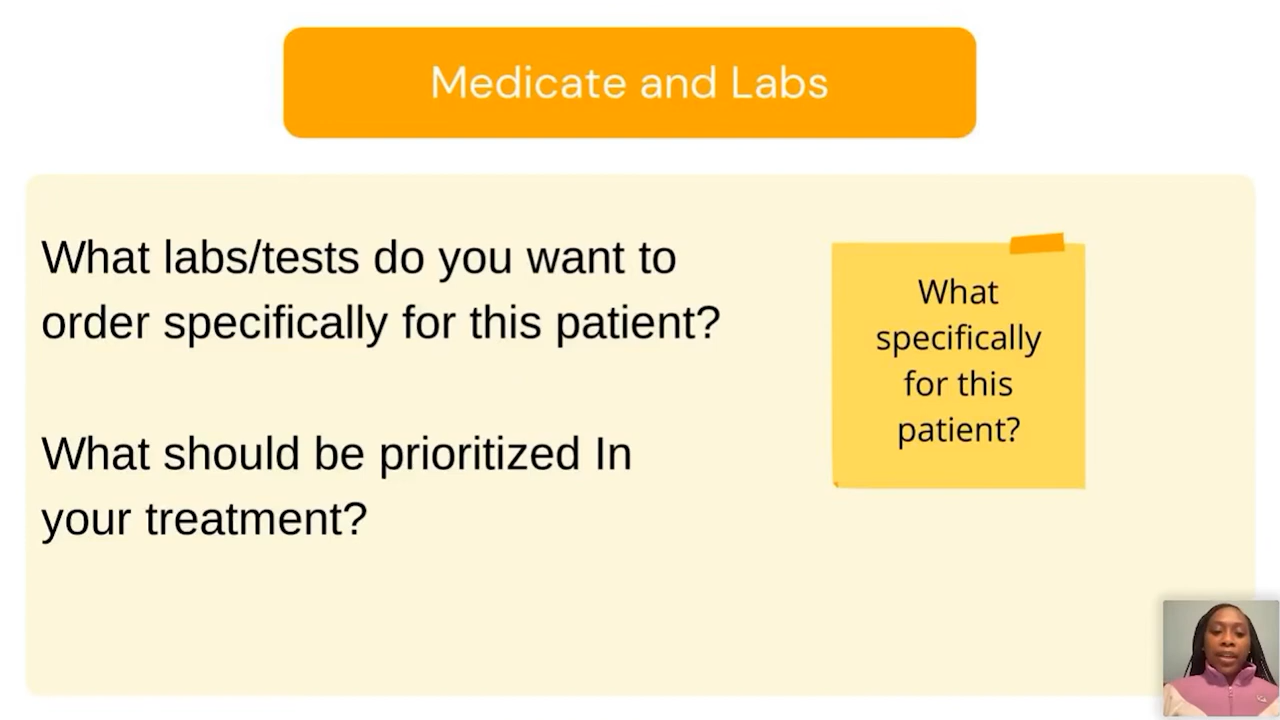 Medicate and Labs
What labs/tests do you want to
order specifically for this patient?
What should be prioritized In
your treatment?
What
specifically
for this
patient?